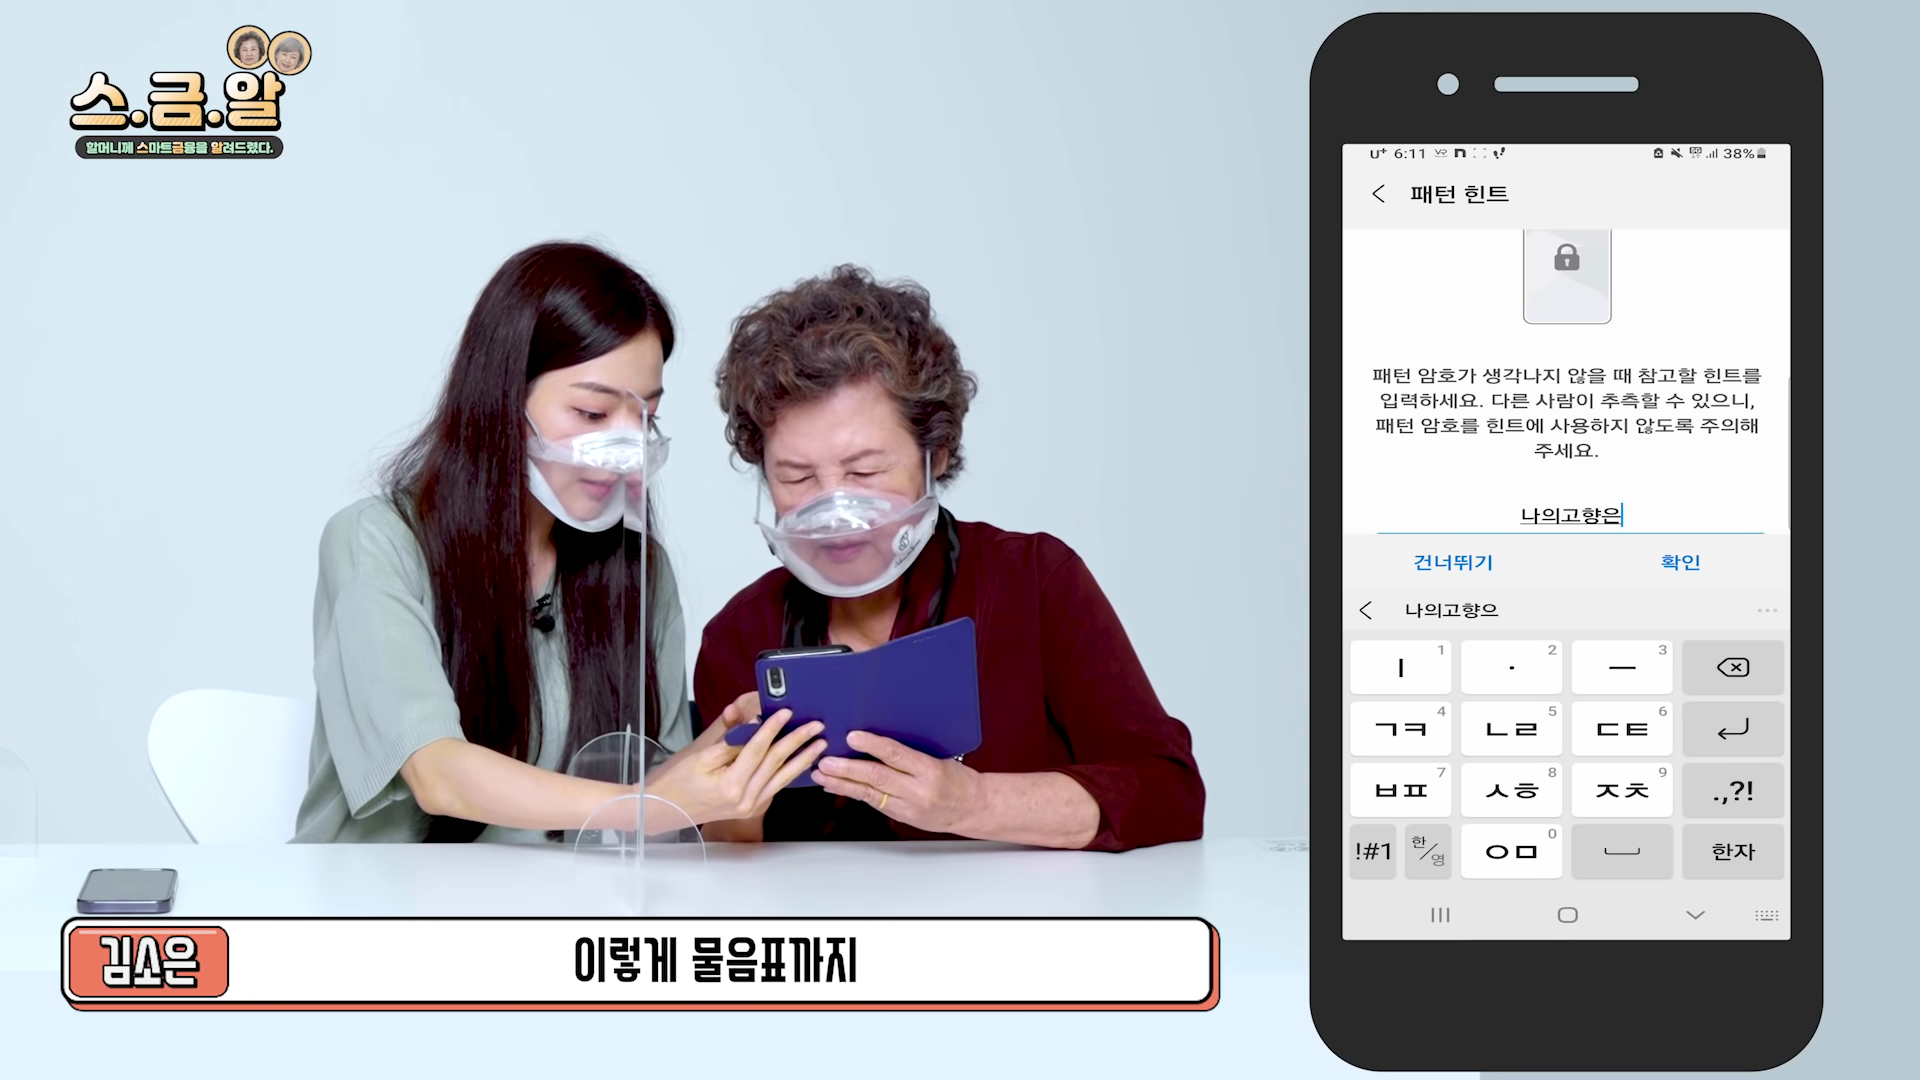 스.금.알
할머니께 스마트금융을 알려드렸다.
U+ 6:11
38%
패턴 힌트
패턴 암호가 생각나지 않을 때 참고할 힌트를
입력하세요. 다른 사람이 추측할 수 있으니,
패턴 암호를 힌트에 사용하지 않도록 주의해
주세요.
나의고향은
건너뛰기 확인
나의고향으
ㅣ 1 · 2 ㅡ 3
ㄱㅋ 4 ㄴㄹ 5 ㄷㅌ 6
ㅂㅍ 7 ㅅㅎ 8 ㅈㅊ 9 .,?!
!#1 한/영 ㅇㅁ 0 한자
김소은 이렇게 물음표까지